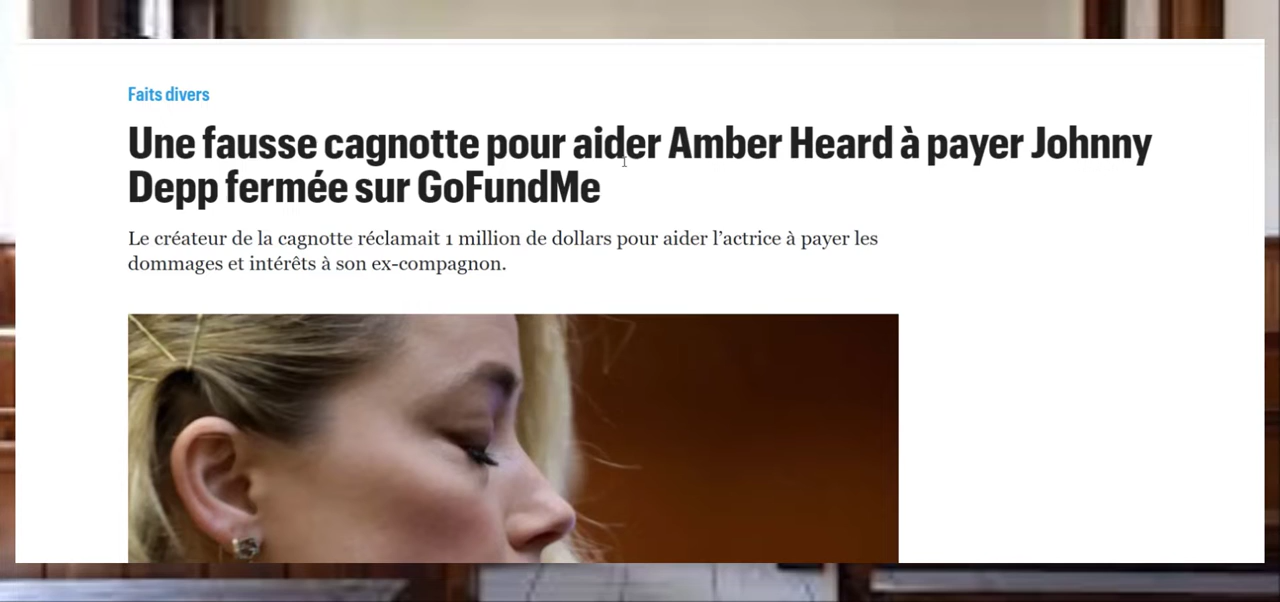 Faits divers
Une fausse cagnotte pour aider Amber Heard à payer Johnny
Depp fermée sur GoFundMe
Le créateur de la cagnotte réclamait 1 million de dollars pour aider l’actrice à payer les
dommages et intérêts à son ex-compagnon.